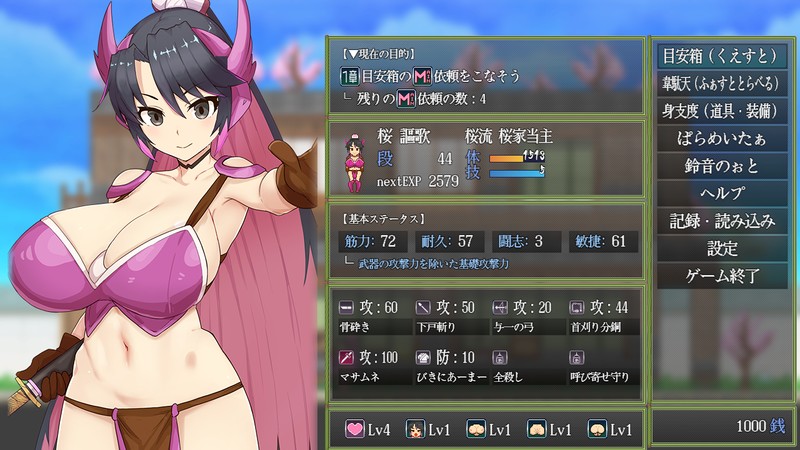 【▼現在の目的】
1章 目安箱のM依頼をこなそう
└ 残りのM依頼の数：4
桜 謳歌 桜流 桜家当主
段 44 体
nextEXP 2579 技
【基本ステータス】
筋力: 72 耐久: 57 闘志: 3 敏捷: 61
└ 武器の攻撃力を除いた基礎攻撃力
攻：60 攻：50 攻：20 攻：44
骨砕き 下戸斬り 与一の弓 首刈り分銅
攻：100 防：10
マサムネ びきにあーまー 全殺し 呼び寄せ守り
Lv4 Lv1 Lv1 Lv1 Lv1
目安箱（くえすと）
韋駄天（ふぁすととらべる）
身支度（道具・装備）
ぱらめいたぁ
鈴音のぉと
ヘルプ
記録・読み込み
設定
ゲーム終了
1000 銭